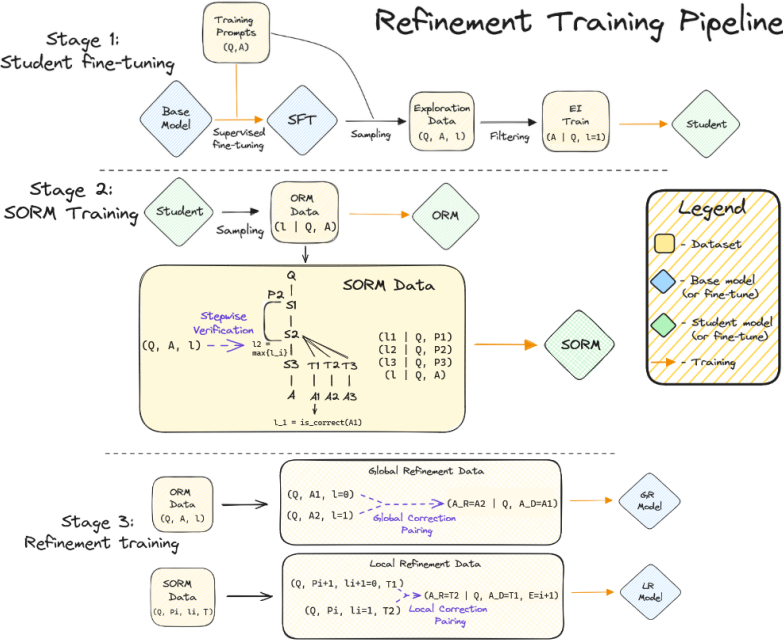 Refinement Training Pipeline
Stage 1:
Student fine-tuning
Training
Prompts
(Q,A)
Base
Model
Supervised
fine-tuning
SFT
Sampling
Exploration
Data
(Q, A, l)
Filtering
EI
Train
(A | Q, l=1)
Student
Stage 2:
SORM Training
Student
Sampling
ORM
Data
(l | Q, A)
ORM
SORM Data
Q
P2
S1
Stepwise
Verification
(Q, A, l)
l2 =
max{l_i}
S2
S3
T1 T2 T3
A
A1 A2 A3
l_1 = is_correct(A1)
(l1 | Q, P1)
(l2 | Q, P2)
(l3 | Q, P3)
(l | Q, A)
SORM
Legend
- Dataset
- Base model
(or fine-tune)
- Student model
(or fine-tune)
- Training
Stage 3:
Refinement training
ORM
Data
(Q, A, l)
Global Refinement Data
(Q, A1, l=0)
(Q, A2, l=1)
Global Correction
Pairing
(A_R=A2 | Q, A_D=A1)
GR
Model
SORM
Data
(Q, Pi, li, T)
Local Refinement Data
(Q, Pi+1, li+1=0, T1)
(Q, Pi, li=1, T2)
Local Correction
Pairing
(A_R=T2 | Q, A_D=T1, E=i+1)
LR
Model